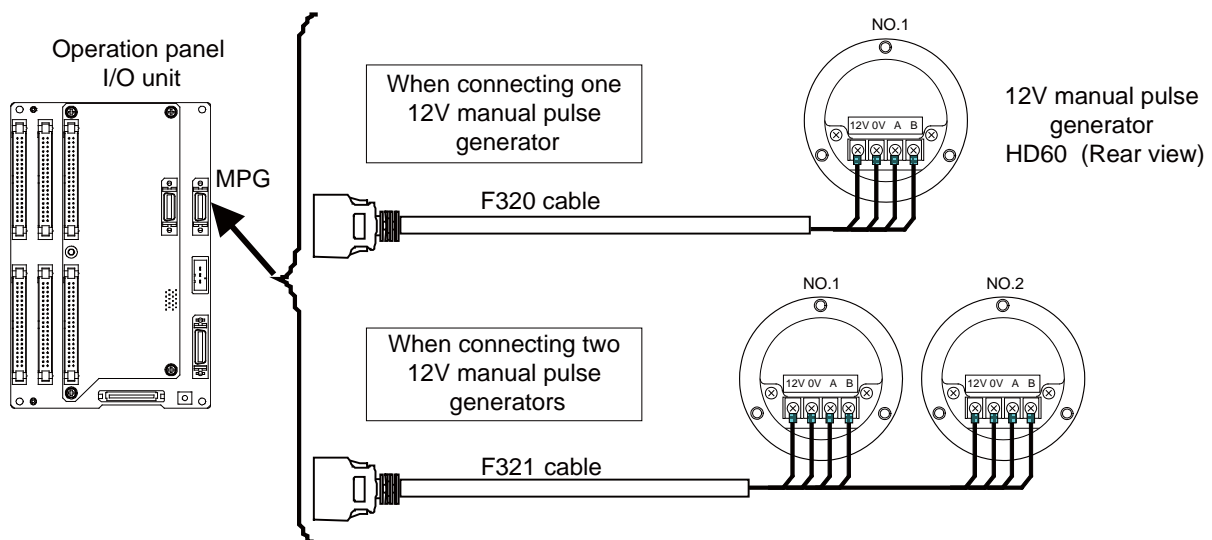 Operation panel
I/O unit
MPG
When connecting one
12V manual pulse
generator
F320 cable
NO.1
12V 0V A B
12V manual pulse
generator
HD60 (Rear view)
When connecting two
12V manual pulse
generators
F321 cable
NO.1
12V 0V A B
NO.2
12V 0V A B